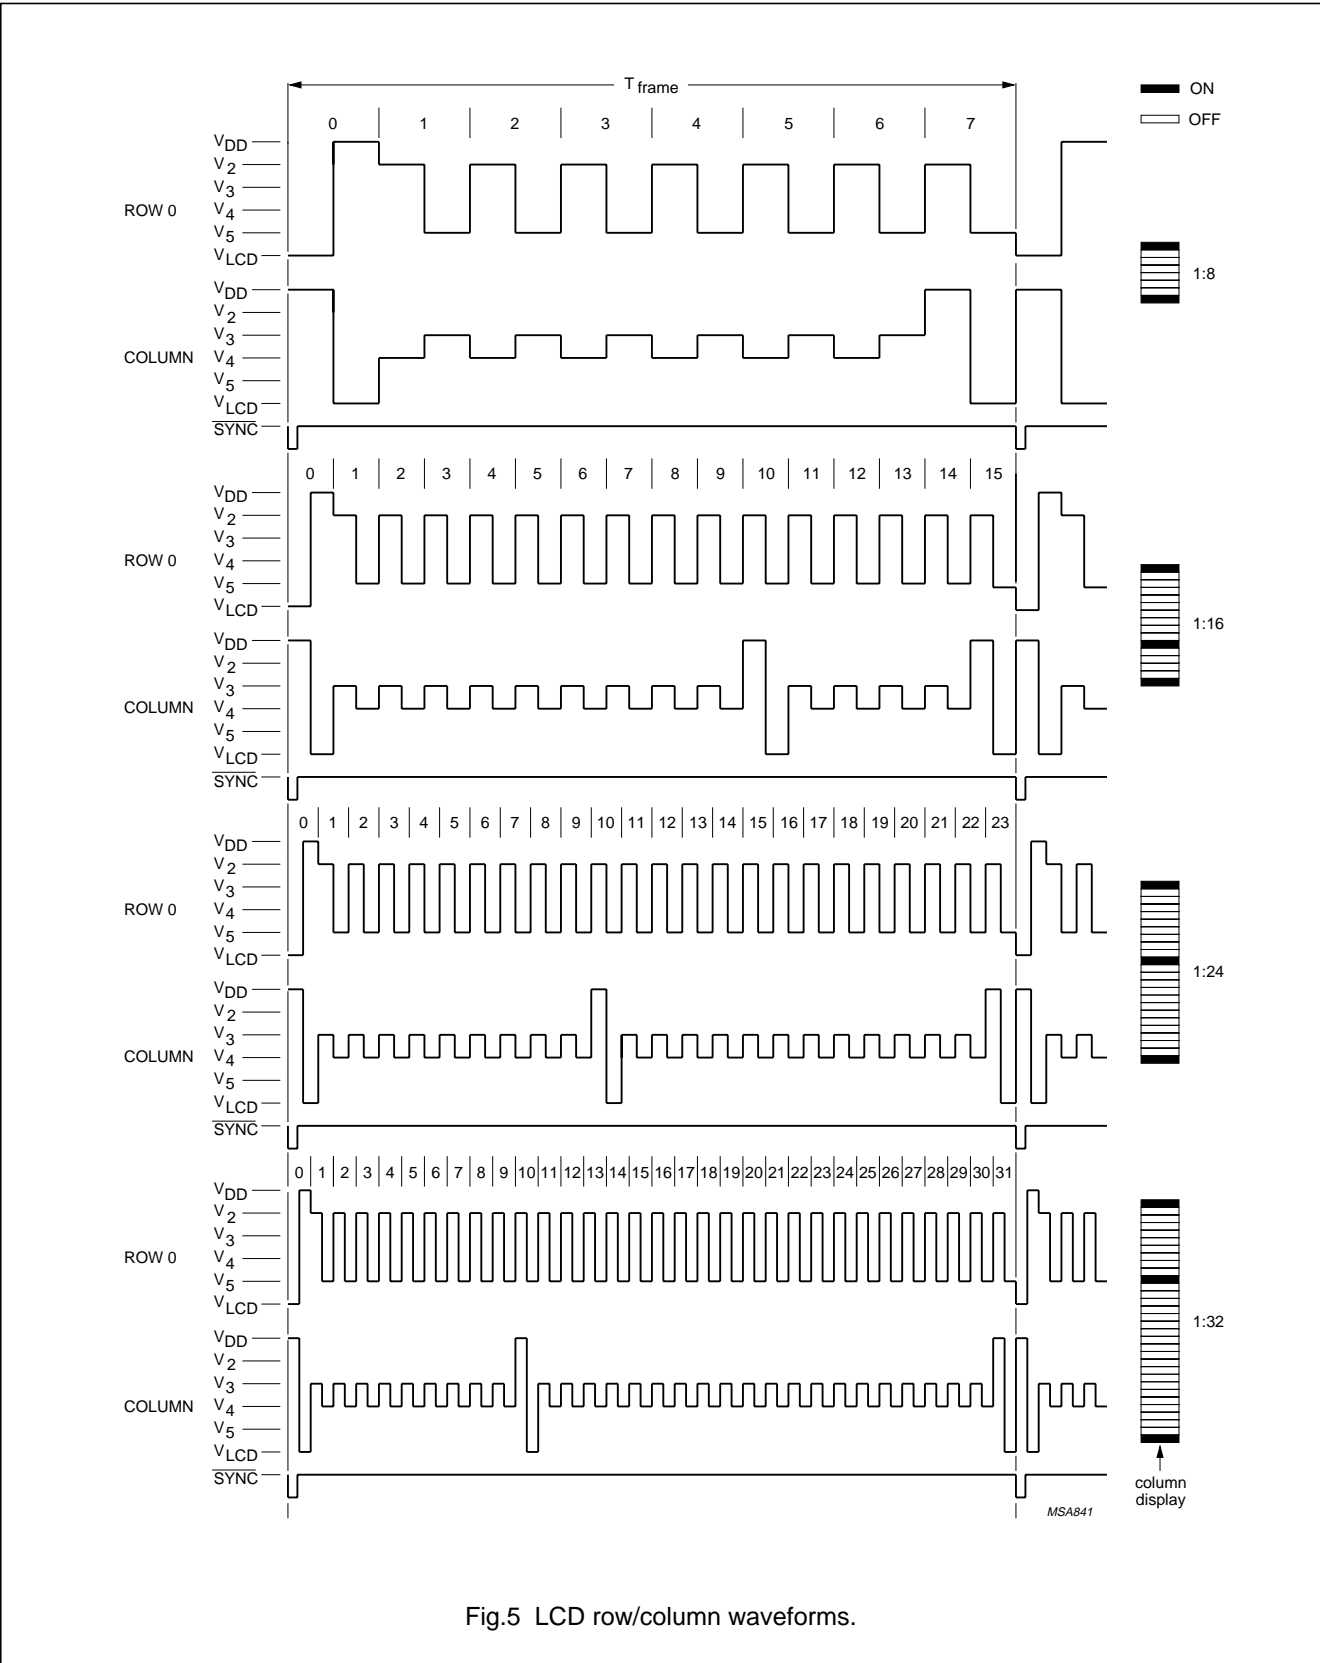 T frame
ON
OFF
0 1 2 3 4 5 6 7
VDD
V2
V3
ROW 0 V4
V5
VLCD
1:8
VDD
V2
V3
COLUMN V4
V5
VLCD
SYNC
0 1 2 3 4 5 6 7 8 9 10 11 12 13 14 15
VDD
V2
V3
ROW 0 V4
V5
VLCD
1:16
VDD
V2
V3
COLUMN V4
V5
VLCD
SYNC
0 1 2 3 4 5 6 7 8 9 10 11 12 13 14 15 16 17 18 19 20 21 22 23
VDD
V2
V3
ROW 0 V4
V5
VLCD
1:24
VDD
V2
V3
COLUMN V4
V5
VLCD
SYNC
0 1 2 3 4 5 6 7 8 9 10 11 12 13 14 15 16 17 18 19 20 21 22 23 24 25 26 27 28 29 30 31
VDD
V2
V3
ROW 0 V4
V5
VLCD
1:32
VDD
V2
V3
COLUMN V4
V5
VLCD
SYNC
column
display
MSA841
Fig.5 LCD row/column waveforms.